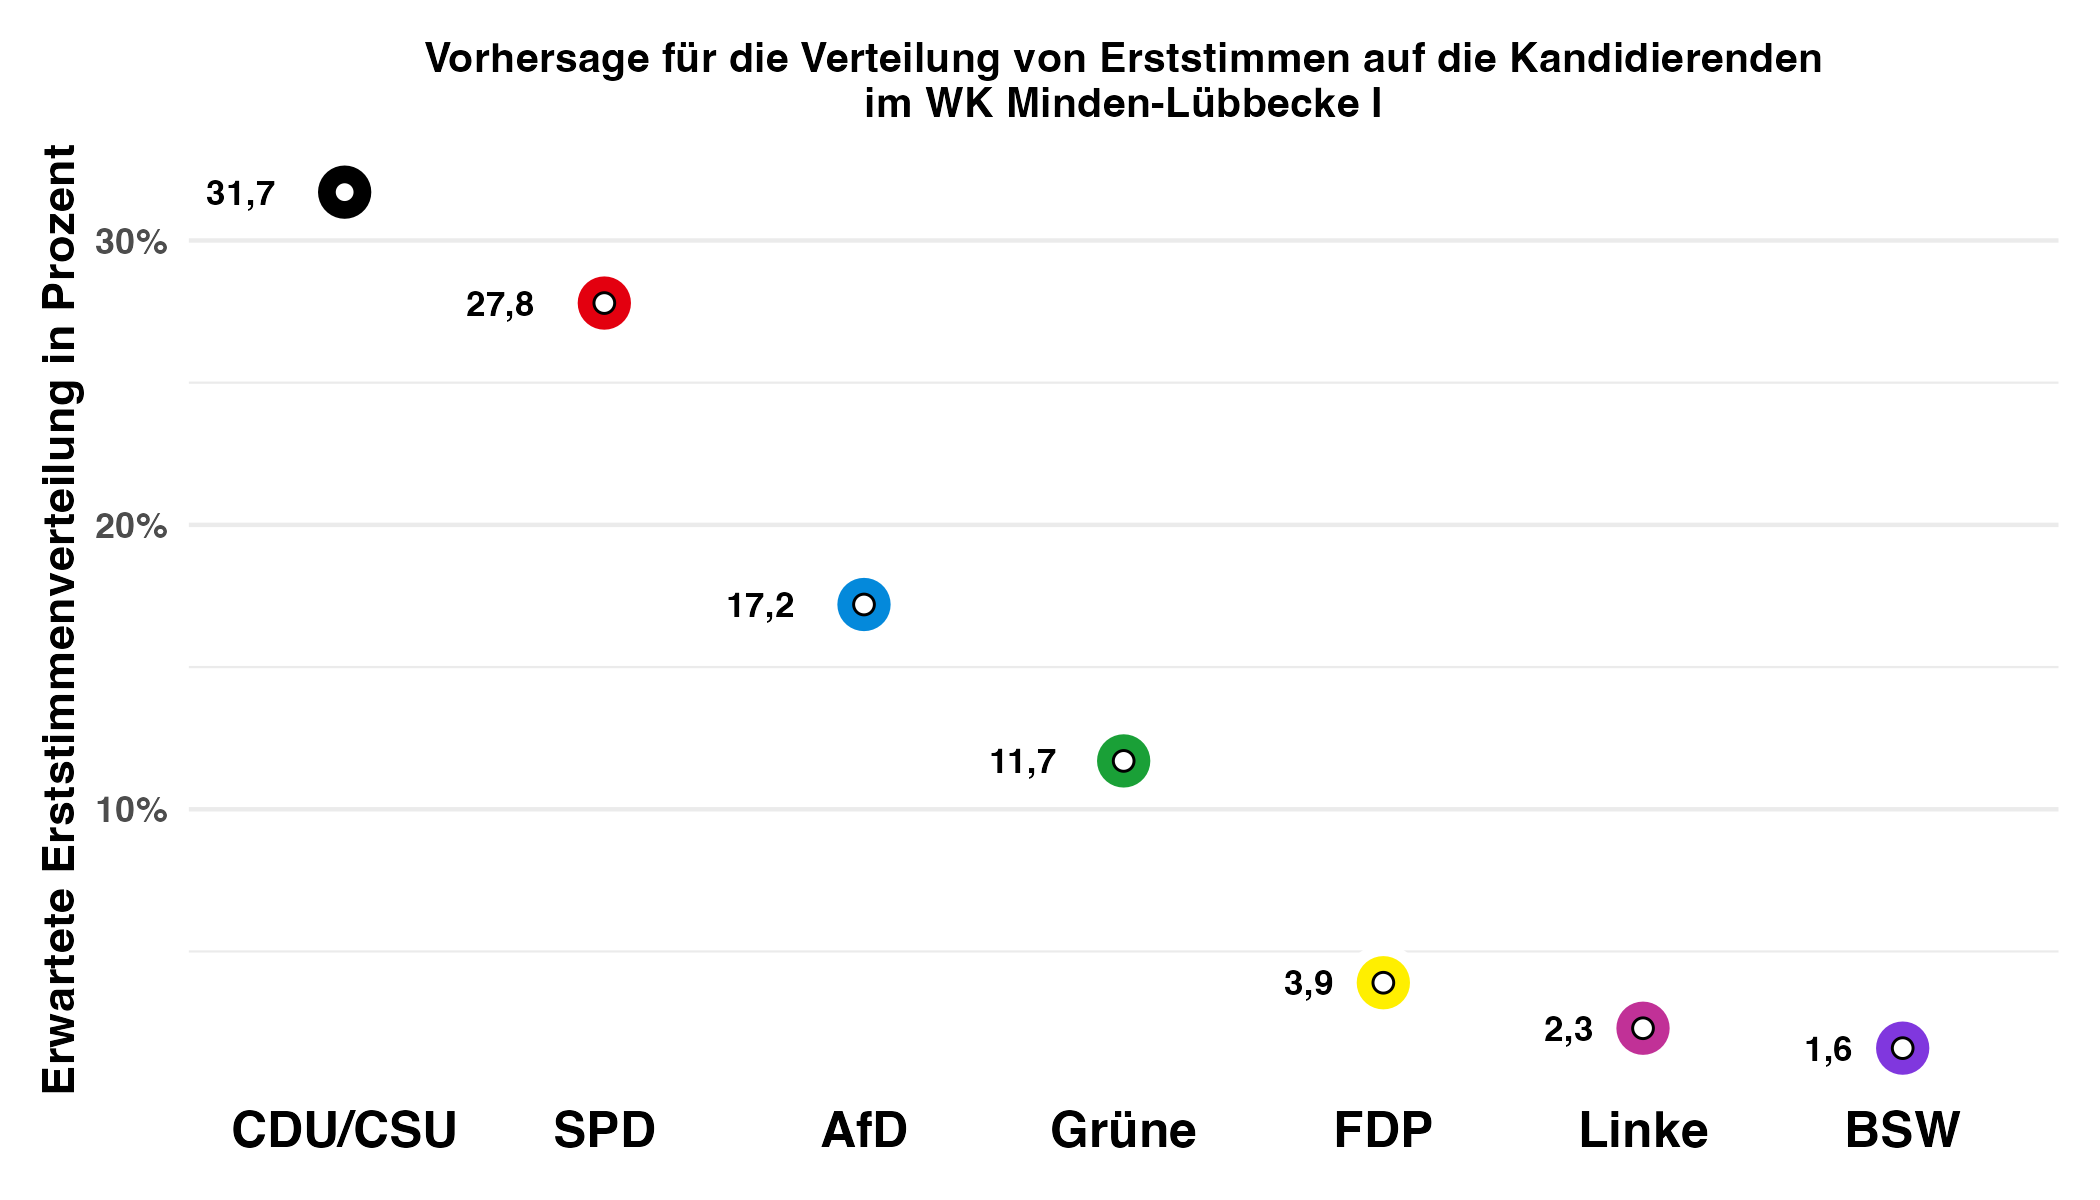 Vorhersage für die Verteilung von Erststimmen auf die Kandidierenden
im WK Minden-Lübbecke I
Erwartete Erststimmenverteilung in Prozent
30%
20%
10%
31,7
27,8
17,2
11,7
3,9
2,3
1,6
CDU/CSU
SPD
AfD
Grüne
FDP
Linke
BSW